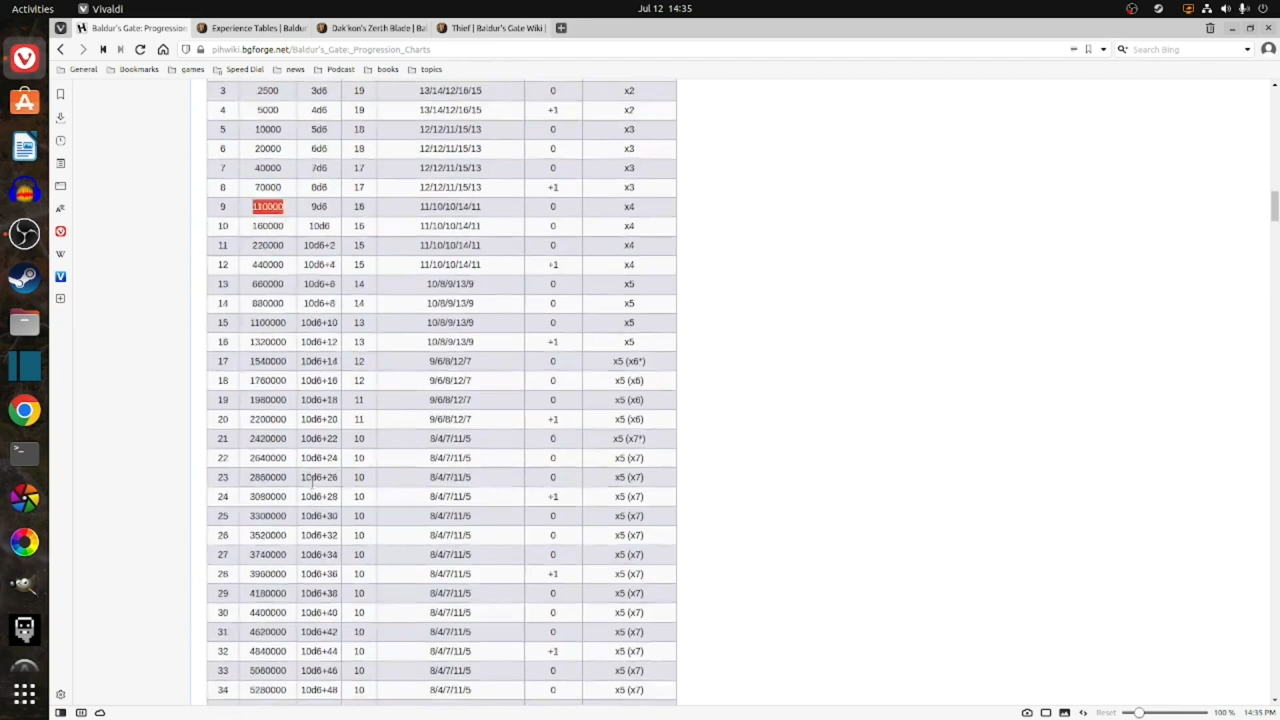 Activities
Vivaldi
Jul 12 14:35
Baldur's Gate: Progression
Experience Tables | Baldur
Dak'kon's Zerth Blade | Bal
Thief | Baldur's Gate Wiki |
pihwiki.bgforge.net/Baldur's_Gate:_Progression_Charts
Search Bing
General Bookmarks games Speed Dial news Podcast books topics
3 2500 3d6 19 13/14/12/16/15 0 x2
4 5000 4d6 19 13/14/12/16/15 +1 x2
5 10000 5d6 18 12/12/11/15/13 0 x3
6 20000 6d6 18 12/12/11/15/13 0 x3
7 40000 7d6 17 12/12/11/15/13 0 x3
8 70000 8d6 17 12/12/11/15/13 +1 x3
9 110000 9d6 16 11/10/10/14/11 0 x4
10 160000 10d6 16 11/10/10/14/11 0 x4
11 220000 10d6+2 15 11/10/10/14/11 0 x4
12 440000 10d6+4 15 11/10/10/14/11 +1 x4
13 660000 10d6+6 14 10/8/9/13/9 0 x5
14 880000 10d6+8 14 10/8/9/13/9 0 x5
15 1100000 10d6+10 13 10/8/9/13/9 0 x5
16 1320000 10d6+12 13 10/8/9/13/9 +1 x5
17 1540000 10d6+14 12 9/6/8/12/7 0 x5 (x6*)
18 1760000 10d6+16 12 9/6/8/12/7 0 x5 (x6)
19 1980000 10d6+18 11 9/6/8/12/7 0 x5 (x6)
20 2200000 10d6+20 11 9/6/8/12/7 +1 x5 (x6)
21 2420000 10d6+22 10 8/4/7/11/5 0 x5 (x7*)
22 2640000 10d6+24 10 8/4/7/11/5 0 x5 (x7)
23 2860000 10d6+26 10 8/4/7/11/5 0 x5 (x7)
24 3080000 10d6+28 10 8/4/7/11/5 +1 x5 (x7)
25 3300000 10d6+30 10 8/4/7/11/5 0 x5 (x7)
26 3520000 10d6+32 10 8/4/7/11/5 0 x5 (x7)
27 3740000 10d6+34 10 8/4/7/11/5 0 x5 (x7)
28 3960000 10d6+36 10 8/4/7/11/5 +1 x5 (x7)
29 4180000 10d6+38 10 8/4/7/11/5 0 x5 (x7)
30 4400000 10d6+40 10 8/4/7/11/5 0 x5 (x7)
31 4620000 10d6+42 10 8/4/7/11/5 0 x5 (x7)
32 4840000 10d6+44 10 8/4/7/11/5 +1 x5 (x7)
33 5060000 10d6+46 10 8/4/7/11/5 0 x5 (x7)
34 5280000 10d6+48 10 8/4/7/11/5 0 x5 (x7)
Reset 100 % 14:35 PM